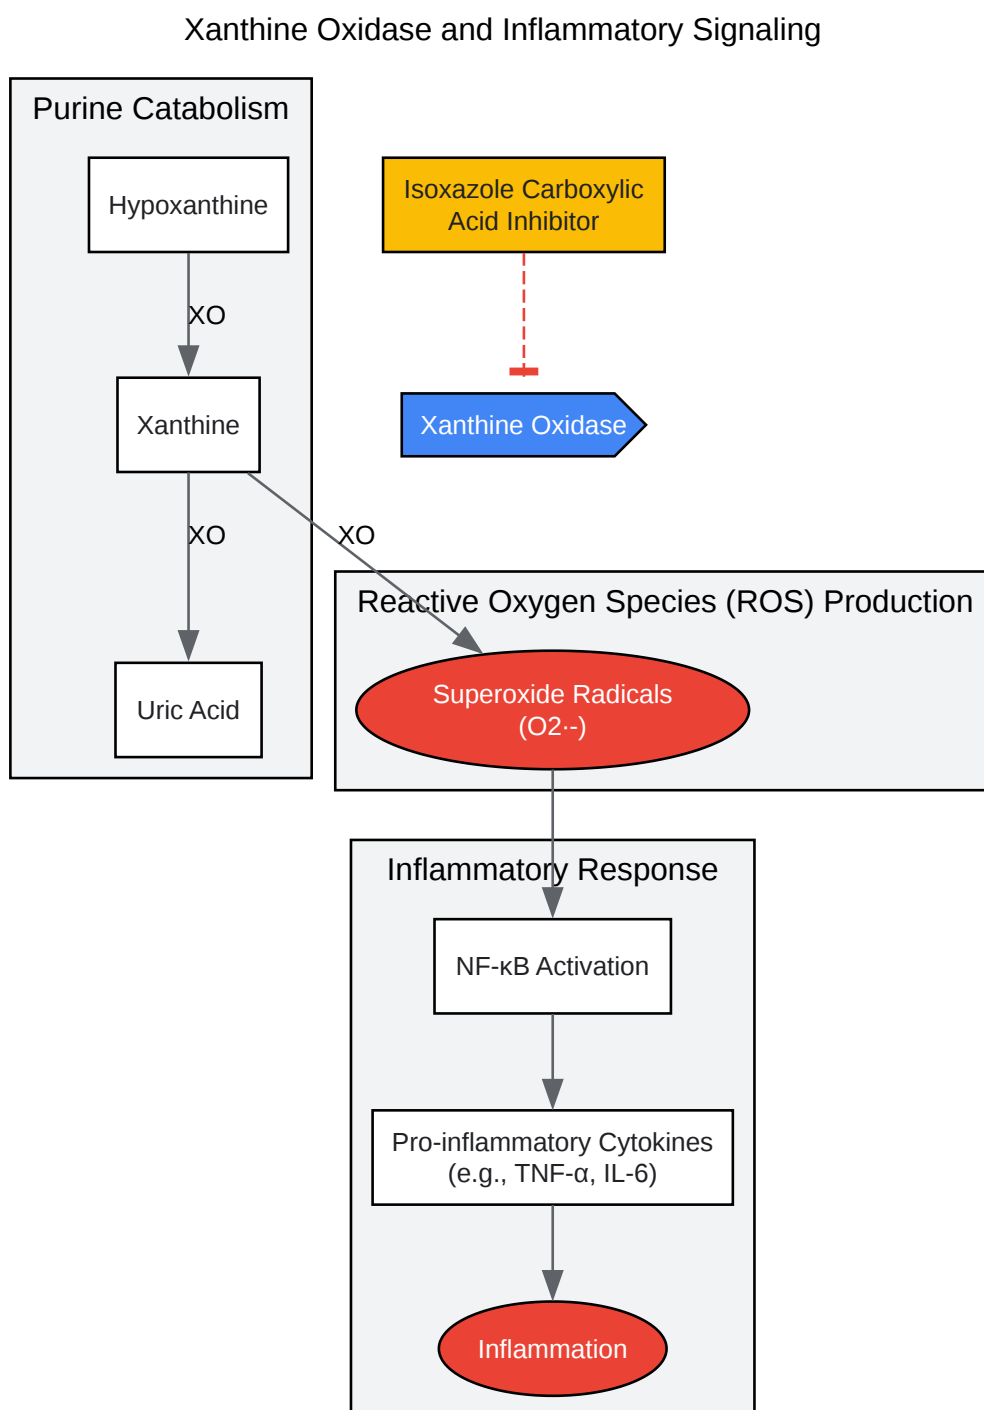 Xanthine Oxidase and Inflammatory Signaling
Purine Catabolism
Hypoxanthine
Isoxazole Carboxylic
Acid Inhibitor
XO
Xanthine
Xanthine Oxidase
XO
XO
Reactive Oxygen Species (ROS) Production
Superoxide Radicals
(O2·-)
Uric Acid
Inflammatory Response
NF-κB Activation
Pro-inflammatory Cytokines
(e.g., TNF-α, IL-6)
Inflammation